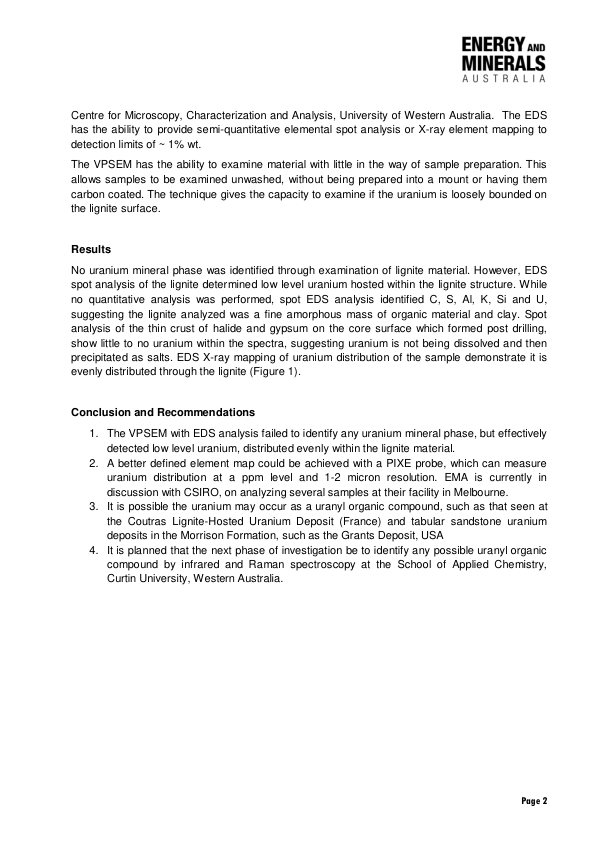 ENERGY AND
MINERALS
AUSTRALIA
Centre for Microscopy, Characterization and Analysis, University of Western Australia.  The EDS
has the ability to provide semi-quantitative elemental spot analysis or X-ray element mapping to
detection limits of ~ 1% wt.
The VPSEM has the ability to examine material with little in the way of sample preparation. This
allows samples to be examined unwashed, without being prepared into a mount or having them
carbon coated. The technique gives the capacity to examine if the uranium is loosely bounded on
the lignite surface.
Results
No uranium mineral phase was identified through examination of lignite material. However, EDS
spot analysis of the lignite determined low level uranium hosted within the lignite structure. While
no quantitative analysis was performed, spot EDS analysis identified C, S, Al, K, Si and U,
suggesting the lignite analyzed was a fine amorphous mass of organic material and clay. Spot
analysis of the thin crust of halide and gypsum on the core surface which formed post drilling,
show little to no uranium within the spectra, suggesting uranium is not being dissolved and then
precipitated as salts. EDS X-ray mapping of uranium distribution of the sample demonstrate it is
evenly distributed through the lignite (Figure 1).
Conclusion and Recommendations
1. The VPSEM with EDS analysis failed to identify any uranium mineral phase, but effectively
detected low level uranium, distributed evenly within the lignite material.
2. A better defined element map could be achieved with a PIXE probe, which can measure
uranium distribution at a ppm level and 1-2 micron resolution. EMA is currently in
discussion with CSIRO, on analyzing several samples at their facility in Melbourne.
3. It is possible the uranium may occur as a uranyl organic compound, such as that seen at
the Coutras Lignite-Hosted Uranium Deposit (France) and tabular sandstone uranium
deposits in the Morrison Formation, such as the Grants Deposit, USA
4. It is planned that the next phase of investigation be to identify any possible uranyl organic
compound by infrared and Raman spectroscopy at the School of Applied Chemistry,
Curtin University, Western Australia.
Page 2